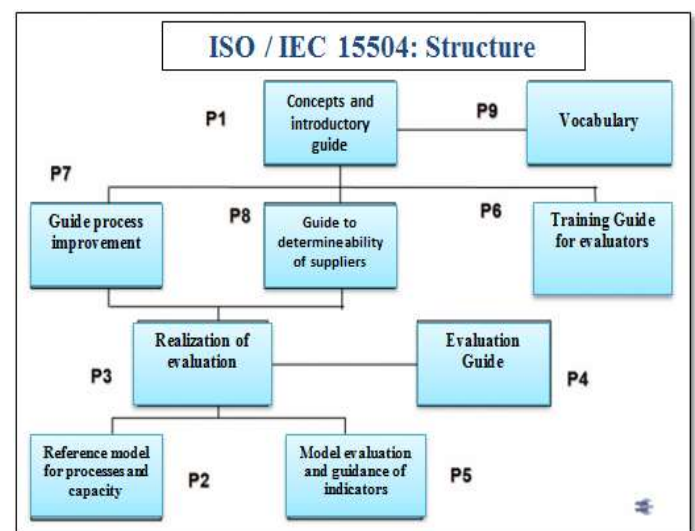 ISO / IEC 15504: Structure
P1
Concepts and
introductory
guide
P9
Vocabulary
P7
Guide process
improvement
P8
Guide to
determineability
of suppliers
P6
Training Guide
for evaluators
P3
Realization of
evaluation
Evaluation
Guide
P4
Reference model
for processes and
capacity
P2
Model evaluation
and guidance of
indicators
P5